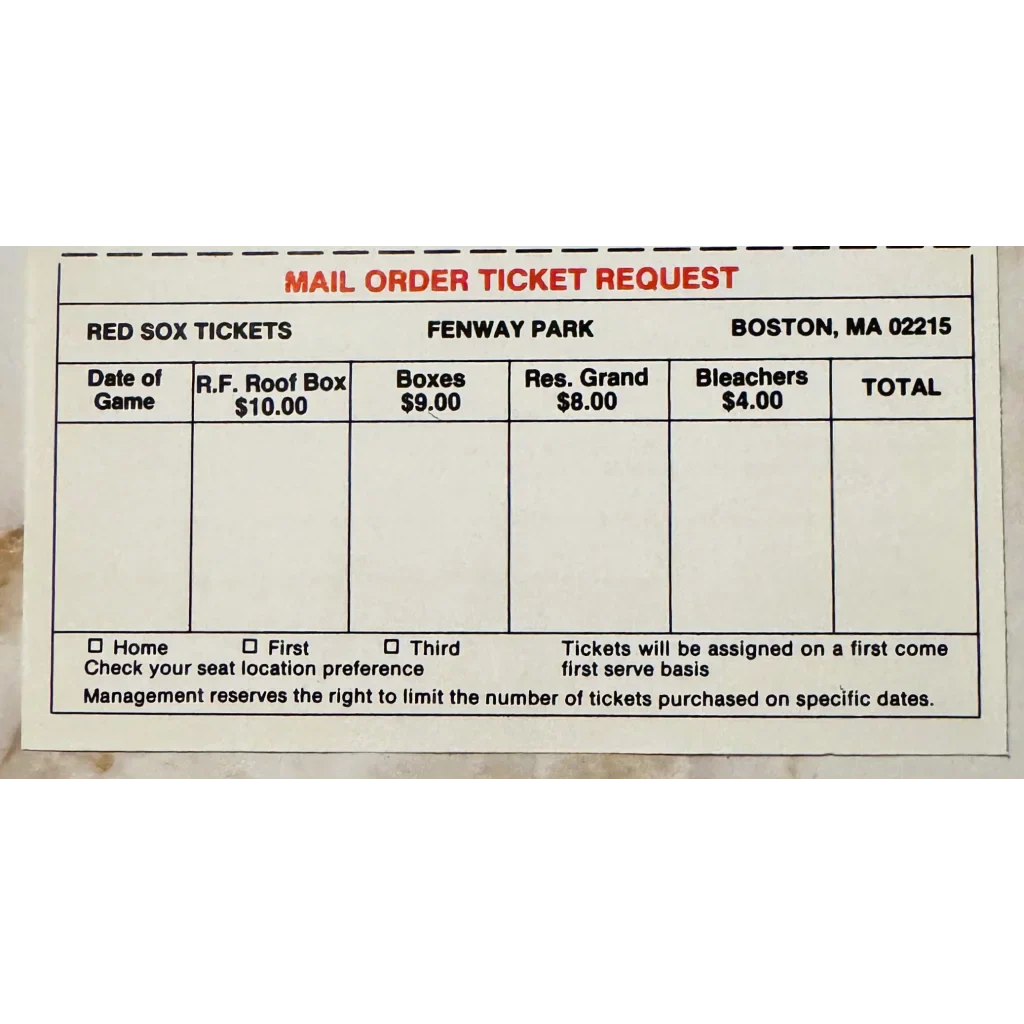 MAIL ORDER TICKET REQUEST
RED SOX TICKETS FENWAY PARK BOSTON, MA 02215
Date of Game R.F. Roof Box $10.00 Boxes $9.00 Res. Grand $8.00 Bleachers $4.00 TOTAL
☐ Home ☐ First ☐ Third
Check your seat location preference
Tickets will be assigned on a first come
first serve basis
Management reserves the right to limit the number of tickets purchased on specific dates.